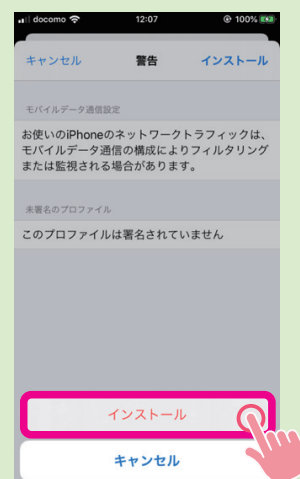 docomo 12:07 100%
キャンセル 警告 インストール
モバイルデータ通信設定
お使いのiPhoneのネットワークトラフィックは、
モバイルデータ通信の構成によりフィルタリング
または監視される場合があります。
未署名のプロファイル
このプロファイルは署名されていません
インストール
キャンセル